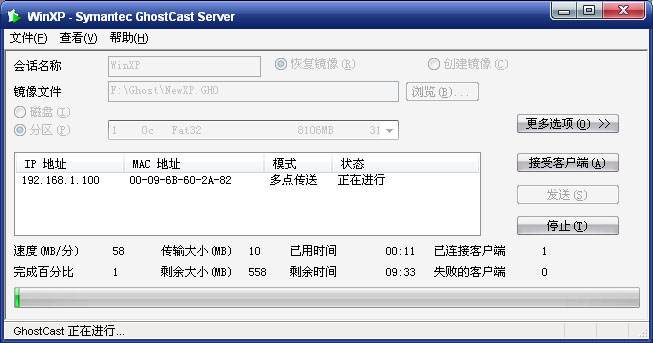 WinXP - Symantec GhostCast Server
文件(F) 查看(V) 帮助(H)
会话名称 WinXP 恢复镜像(R) 创建镜像(C)
镜像文件 F:\Ghost\NewXP.GHO 浏览(B)...
磁盘(I)
分区(P) 1 0c Fat32 8106MB 31
更多选项(O) >>
IP 地址 MAC 地址 模式 状态
接受客户端(A)
192.168.1.100 00-09-6B-60-2A-82 多点传送 正在进行
发送(S)
停止(T)
速度(MB/分) 58 传输大小(MB) 10 已用时间 00:11 已连接客户端 1
完成百分比 1 剩余大小(MB) 558 剩余时间 09:33 失败的客户端 0
GhostCast 正在进行...